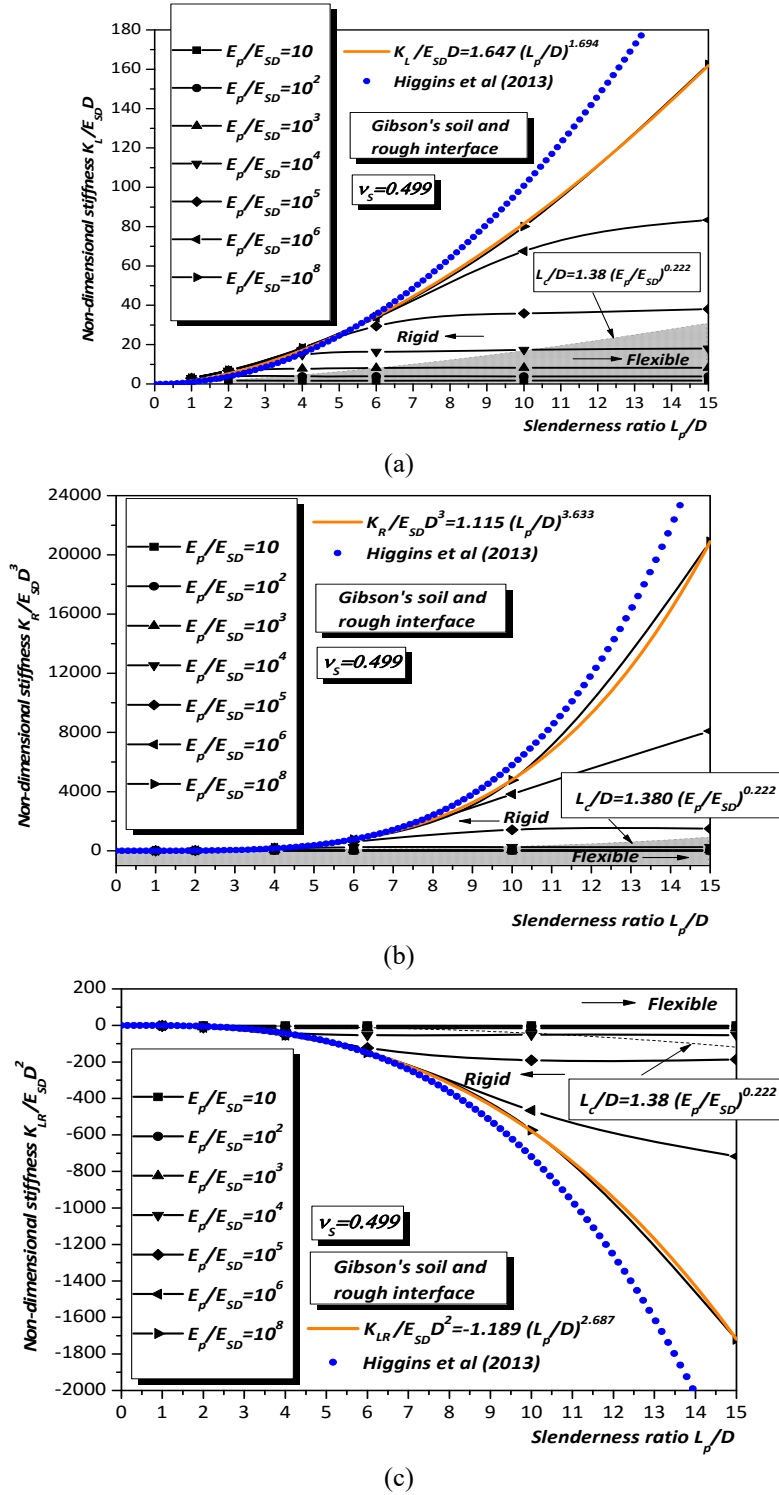 Non-dimensional stiffness K_L/E_SD D
180
160
140
120
100
80
60
40
20
0
E_p/E_SD=10
E_p/E_SD=10^2
E_p/E_SD=10^3
E_p/E_SD=10^4
E_p/E_SD=10^5
E_p/E_SD=10^6
E_p/E_SD=10^8
K_L/E_SD D=1.647 (L_p/D)^1.694
Higgins et al (2013)
Gibson's soil and
rough interface
ν_S=0.499
L_c/D=1.38 (E_p/E_SD)^0.222
Rigid
Flexible
0 1 2 3 4 5 6 7 8 9 10 11 12 13 14 15
Slenderness ratio L_p/D
(a)
Non-dimensional stiffness K_R/E_SD D^3
24000
20000
16000
12000
8000
4000
0
E_p/E_SD=10
E_p/E_SD=10^2
E_p/E_SD=10^3
E_p/E_SD=10^4
E_p/E_SD=10^5
E_p/E_SD=10^6
E_p/E_SD=10^8
K_R/E_SD D^3=1.115 (L_p/D)^3.633
Higgins et al (2013)
Gibson's soil and
rough interface
ν_S=0.499
L_c/D=1.380 (E_p/E_SD)^0.222
Rigid
Flexible
0 1 2 3 4 5 6 7 8 9 10 11 12 13 14 15
Slenderness ratio L_p/D
(b)
Non-dimensional stiffness K_LR/E_SD D^2
200
0
-200
-400
-600
-800
-1000
-1200
-1400
-1600
-1800
-2000
Flexible
Rigid
L_c/D=1.38 (E_p/E_SD)^0.222
E_p/E_SD=10
E_p/E_SD=10^2
E_p/E_SD=10^3
E_p/E_SD=10^4
E_p/E_SD=10^5
E_p/E_SD=10^6
E_p/E_SD=10^8
ν_S=0.499
Gibson's soil and
rough interface
K_LR/E_SD D^2=-1.189 (L_p/D)^2.687
Higgins et al (2013)
0 1 2 3 4 5 6 7 8 9 10 11 12 13 14 15
Slenderness ratio L_p/D
(c)